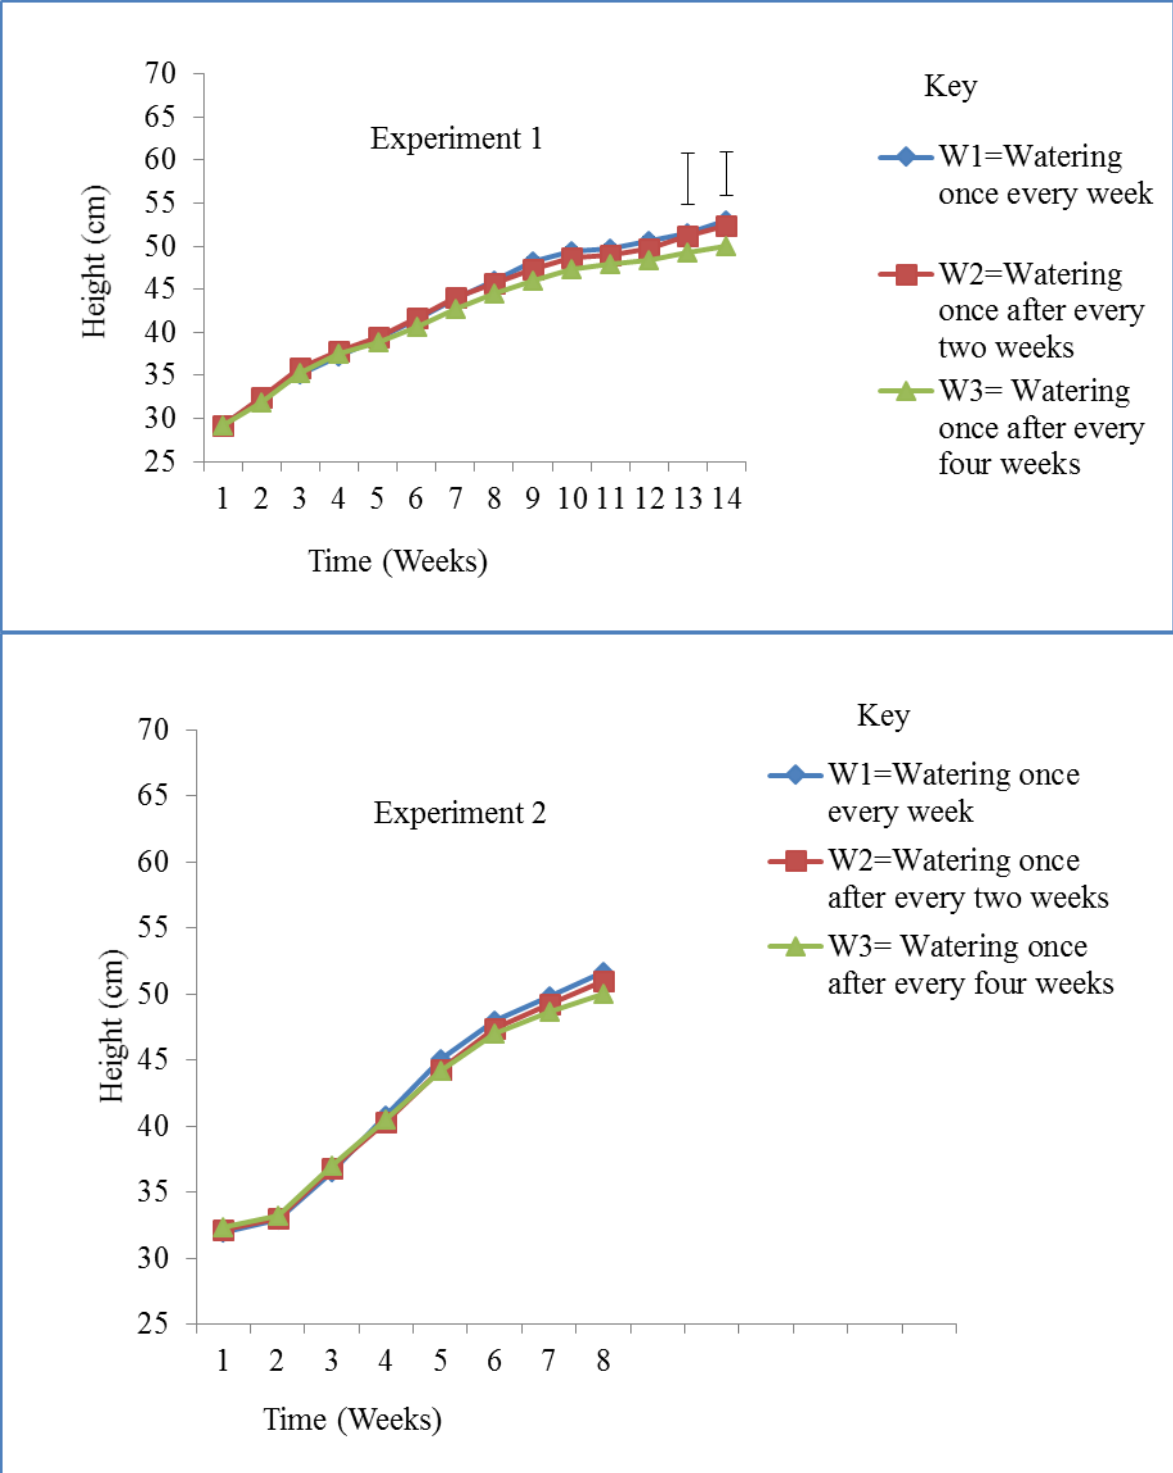 70
65
60
55
50
45
40
35
30
25
Height (cm)
Experiment 1
1 2 3 4 5 6 7 8 9 10 11 12 13 14
Time (Weeks)
Key
W1=Watering
once every week
W2=Watering
once after every
two weeks
W3= Watering
once after every
four weeks
70
65
60
55
50
45
40
35
30
25
Height (cm)
Experiment 2
1 2 3 4 5 6 7 8
Time (Weeks)
Key
W1=Watering once
every week
W2=Watering once
after every two weeks
W3= Watering once
after every four weeks